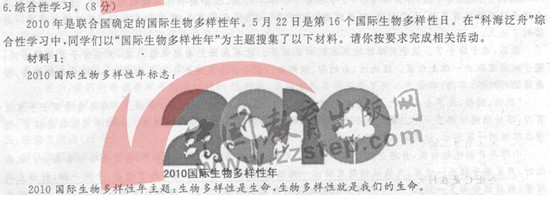 6.综合性学习。(8分)
2010年是联合国确定的国际生物多样性年。5月22日是第16个国际生物多样性日。在“科海泛舟”综
合性学习中,同学们以“国际生物多样性年”为主题搜集了以下材料。请你按要求完成相关活动。
材料1:
2010国际生物多样性年标志:
2010
中国教育出版网
www.zzstep.com
2010国际生物多样性年
2010国际生物多样性年主题:生物多样性是生命,生物多样性就是我们的生命。